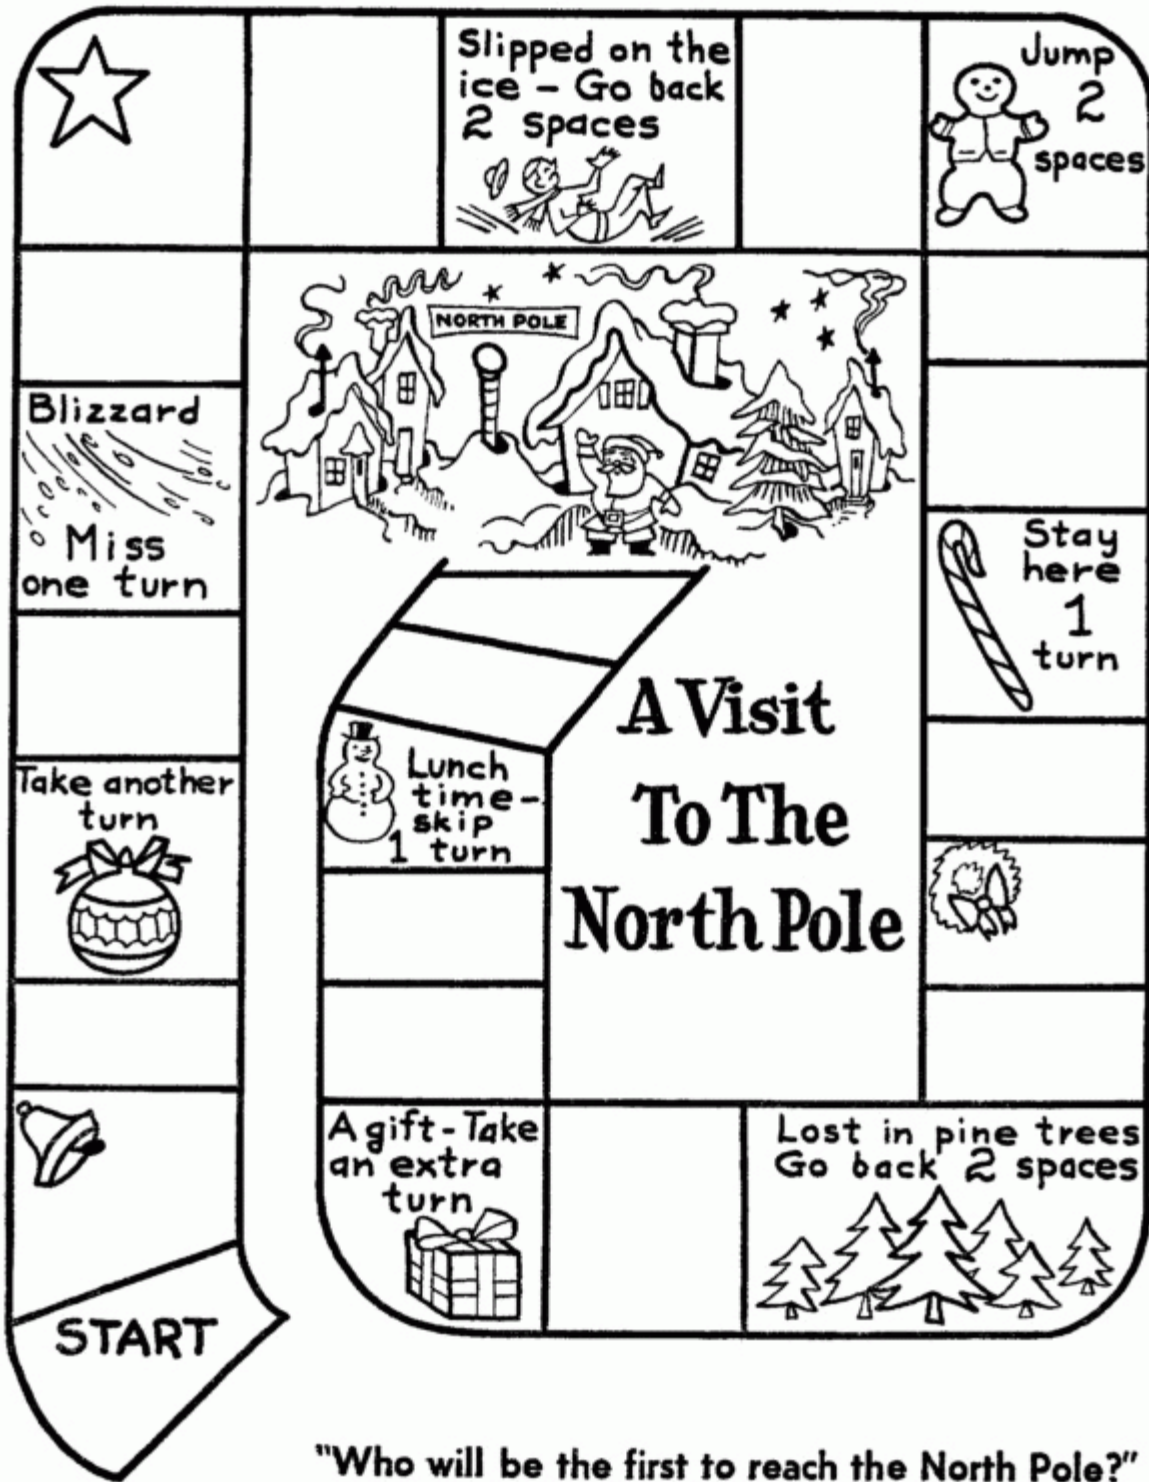 Slipped on the
ice – Go back
2 spaces
Jump
2
spaces
NORTH POLE
Blizzard
Miss
one turn
Stay
here
1
turn
A Visit
To The
North Pole
Take another
turn
Lunch
time-
skip
1 turn
A gift-Take
an extra
turn
Lost in pine trees
Go back 2 spaces
START
"Who will be the first to reach the North Pole?"